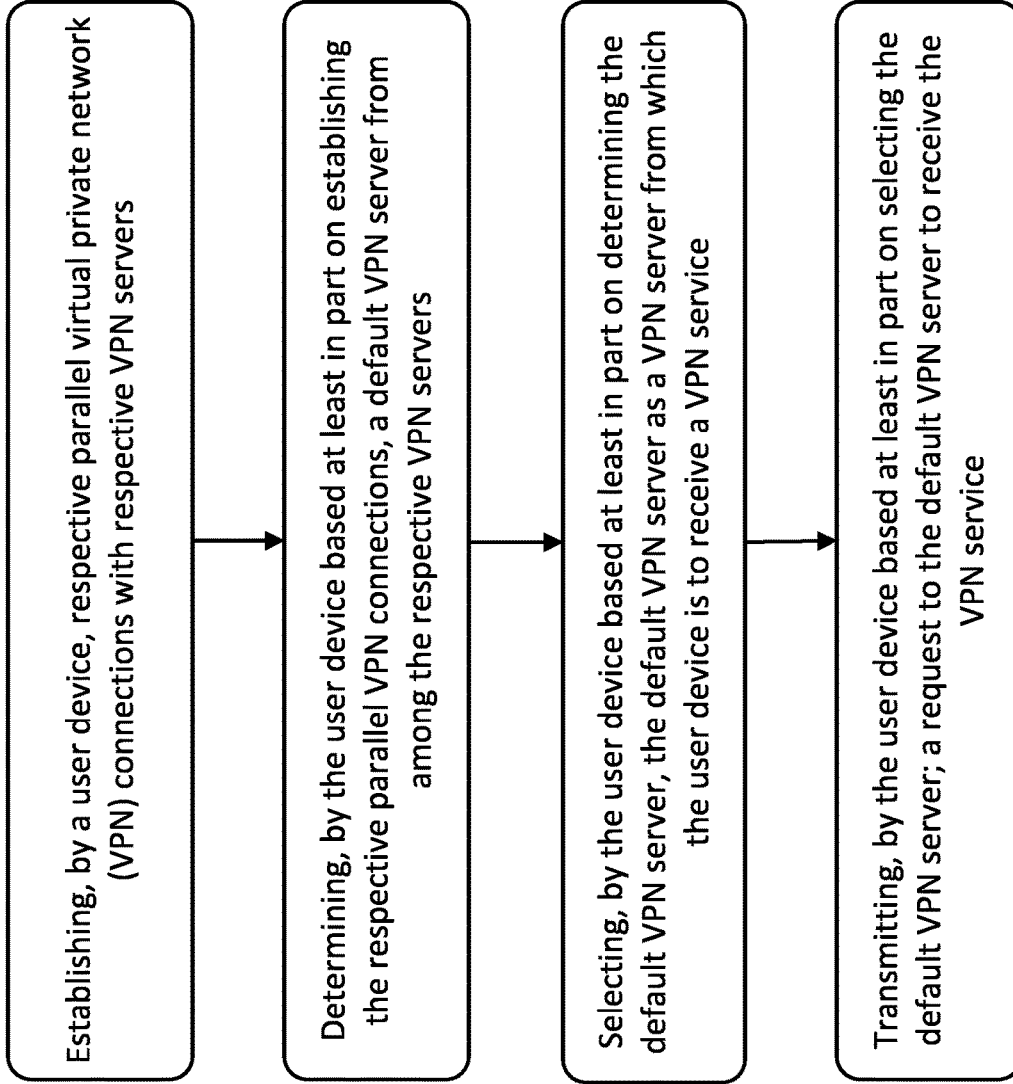 Establishing, by a user device, respective parallel virtual private network
(VPN) connections with respective VPN servers
Determining, by the user device based at least in part on establishing
the respective parallel VPN connections, a default VPN server from
among the respective VPN servers
Selecting, by the user device based at least in part on determining the
default VPN server, the default VPN server as a VPN server from which
the user device is to receive a VPN service
Transmitting, by the user device based at least in part on selecting the
default VPN server; a request to the default VPN server to receive the
VPN service